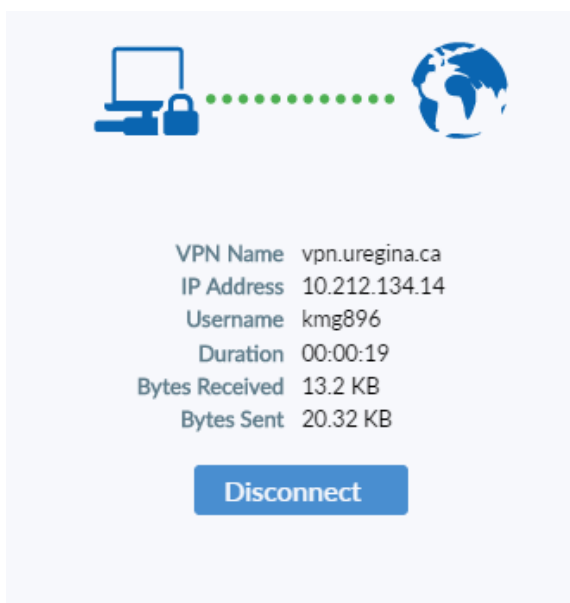 VPN Name vpn.uregina.ca
IP Address 10.212.134.14
Username kmg896
Duration 00:00:19
Bytes Received 13.2 KB
Bytes Sent 20.32 KB
Disconnect